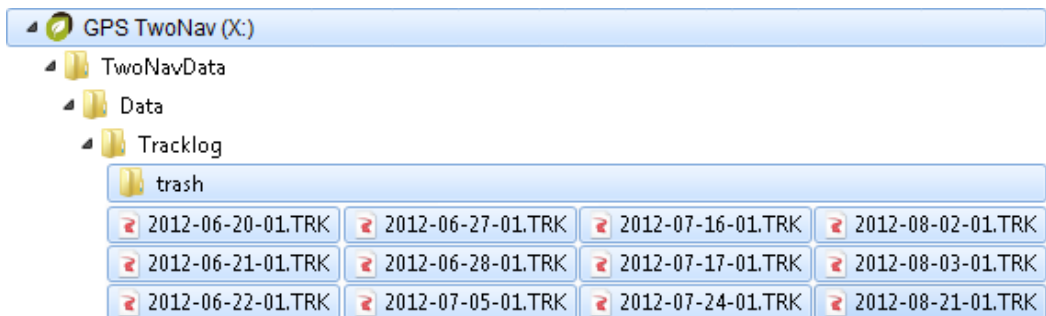 GPS TwoNav (X:)
TwoNavData
Data
Tracklog
trash
2012-06-20-01.TRK 2012-06-27-01.TRK 2012-07-16-01.TRK 2012-08-02-01.TRK
2012-06-21-01.TRK 2012-06-28-01.TRK 2012-07-17-01.TRK 2012-08-03-01.TRK
2012-06-22-01.TRK 2012-07-05-01.TRK 2012-07-24-01.TRK 2012-08-21-01.TRK